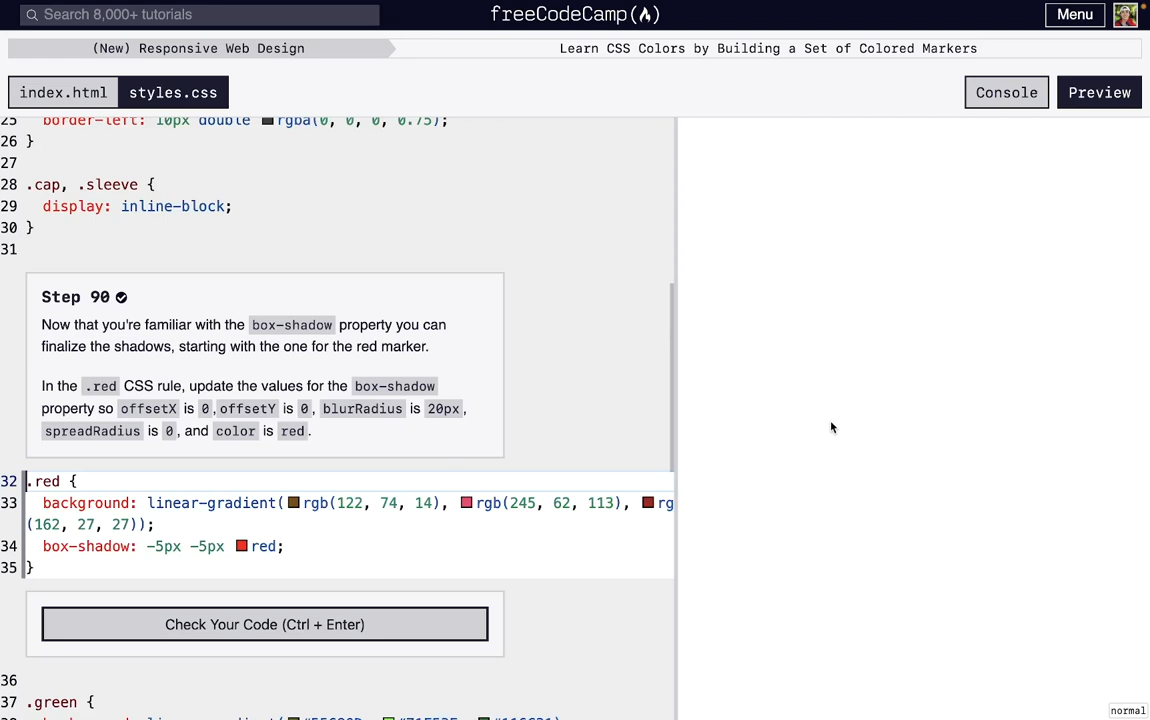 Search 8,000+ tutorials
freeCodeCamp
Menu
(New) Responsive Web Design
Learn CSS Colors by Building a Set of Colored Markers
index.html
styles.css
Console
Preview
25 border-left: 10px double rgba(0, 0, 0, 0.75);
26 }
27
28 .cap, .sleeve {
29 display: inline-block;
30 }
31
Step 90
Now that you're familiar with the box-shadow property you can
finalize the shadows, starting with the one for the red marker.
In the .red CSS rule, update the values for the box-shadow
property so offsetX is 0, offsetY is 0, blurRadius is 20px,
spreadRadius is 0, and color is red.
32 .red {
33 background: linear-gradient(rgb(122, 74, 14), rgb(245, 62, 113), rg
(162, 27, 27));
34 box-shadow: -5px -5px red;
35 }
Check Your Code (Ctrl + Enter)
36
37 .green {
normal